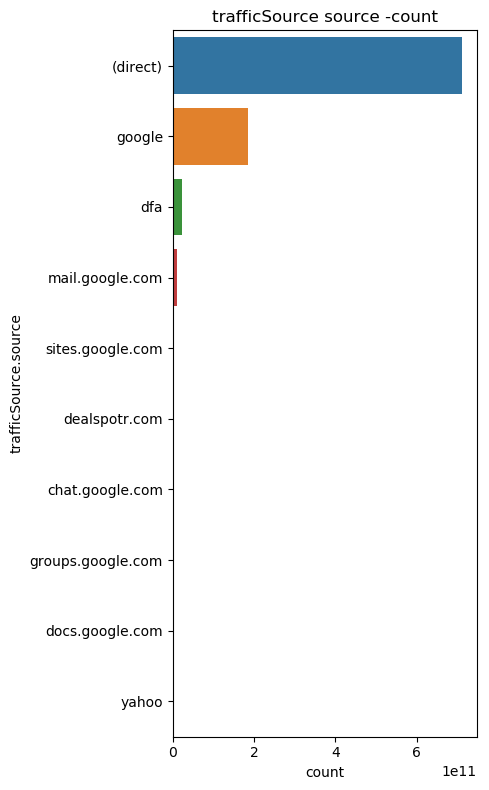 trafficSource source -count
(direct)
google
dfa
mail.google.com
sites.google.com
dealspotr.com
chat.google.com
groups.google.com
docs.google.com
yahoo
trafficSource.source
0 2 4 6
1e11
count